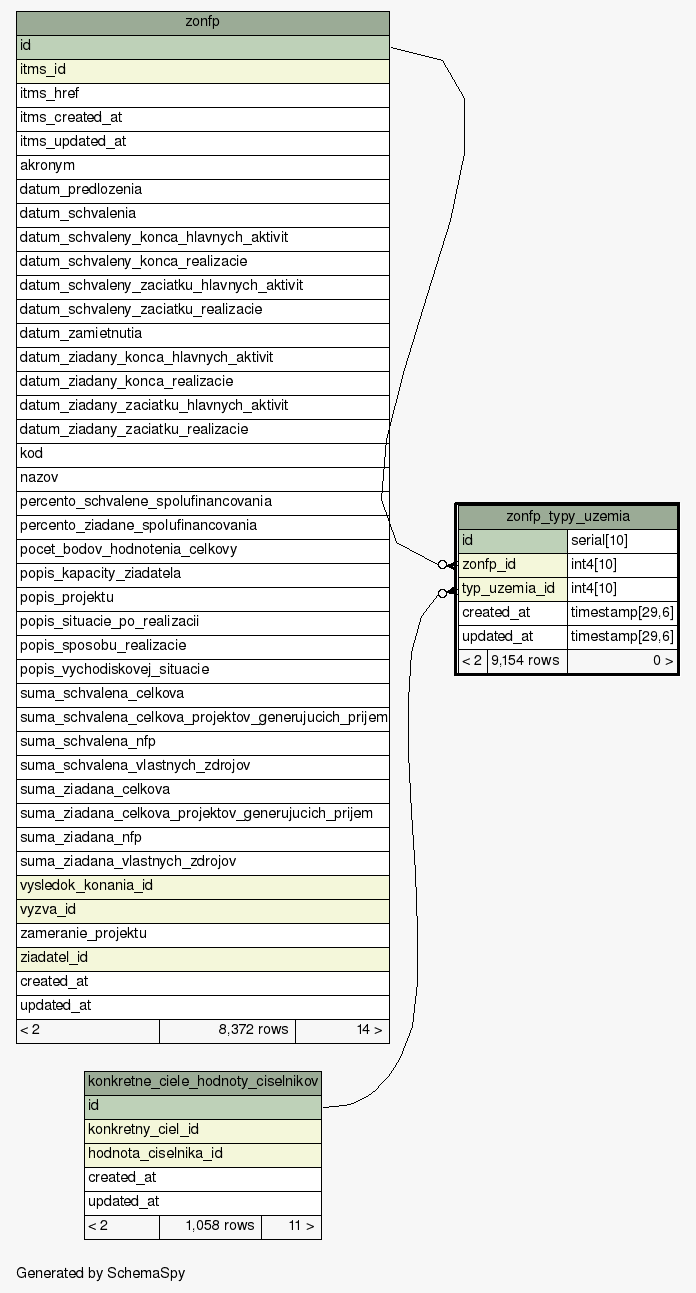 zonfp
id
itms_id
itms_href
itms_created_at
itms_updated_at
akronym
datum_predlozenia
datum_schvalenia
datum_schvaleny_konca_hlavnych_aktivit
datum_schvaleny_konca_realizacie
datum_schvaleny_zaciatku_hlavnych_aktivit
datum_schvaleny_zaciatku_realizacie
datum_zamietnutia
datum_ziadany_konca_hlavnych_aktivit
datum_ziadany_konca_realizacie
datum_ziadany_zaciatku_hlavnych_aktivit
datum_ziadany_zaciatku_realizacie
kod
nazov
percento_schvalene_spolufinancovania
percento_ziadane_spolufinancovania
pocet_bodov_hodnotenia_celkovy
popis_kapacity_ziadatela
popis_projektu
popis_situacie_po_realizacii
popis_sposobu_realizacie
popis_vychodiskovej_situacie
suma_schvalena_celkova
suma_schvalena_celkova_projektov_generujucich_prijem
suma_schvalena_nfp
suma_schvalena_vlastnych_zdrojov
suma_ziadana_celkova
suma_ziadana_celkova_projektov_generujucich_prijem
suma_ziadana_nfp
suma_ziadana_vlastnych_zdrojov
vysledok_konania_id
vyzva_id
zameranie_projektu
ziadatel_id
created_at
updated_at
< 2 8,372 rows 14 >
zonfp_typy_uzemia
id serial[10]
zonfp_id int4[10]
typ_uzemia_id int4[10]
created_at timestamp[29,6]
updated_at timestamp[29,6]
< 2 9,154 rows 0 >
konkretne_ciele_hodnoty_ciselnikov
id
konkretny_ciel_id
hodnota_ciselnika_id
created_at
updated_at
< 2 1,058 rows 11 >
Generated by SchemaSpy